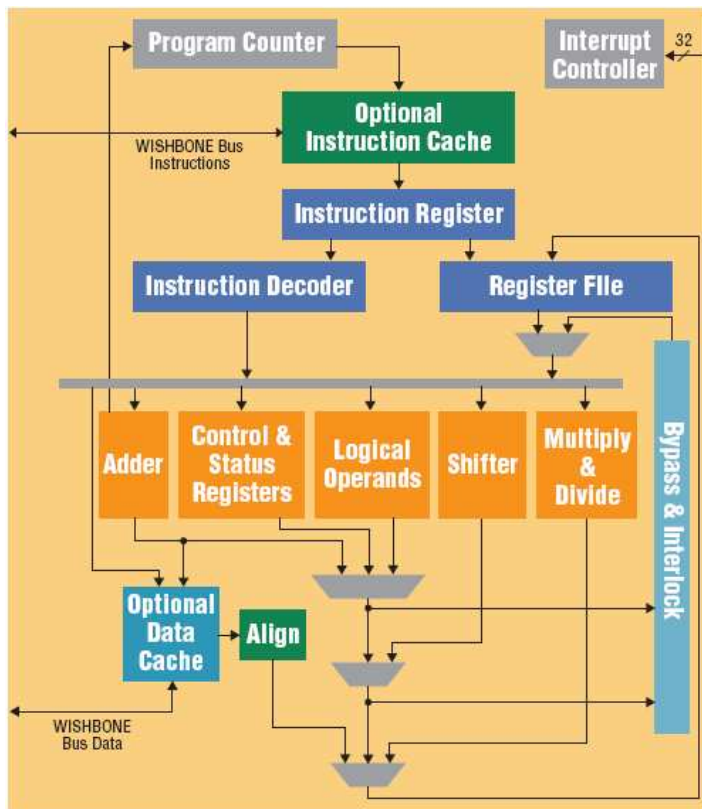 Program Counter
Interrupt
Controller
32
Optional
Instruction Cache
WISHBONE Bus
Instructions
Instruction Register
Instruction Decoder
Register FIle
Adder
Control &
Status
Registers
Logical
Operands
Shifter
Multiply
&
Divide
Bypass & Interlock
Optional
Data
Cache
Align
WISHBONE
Bus Data